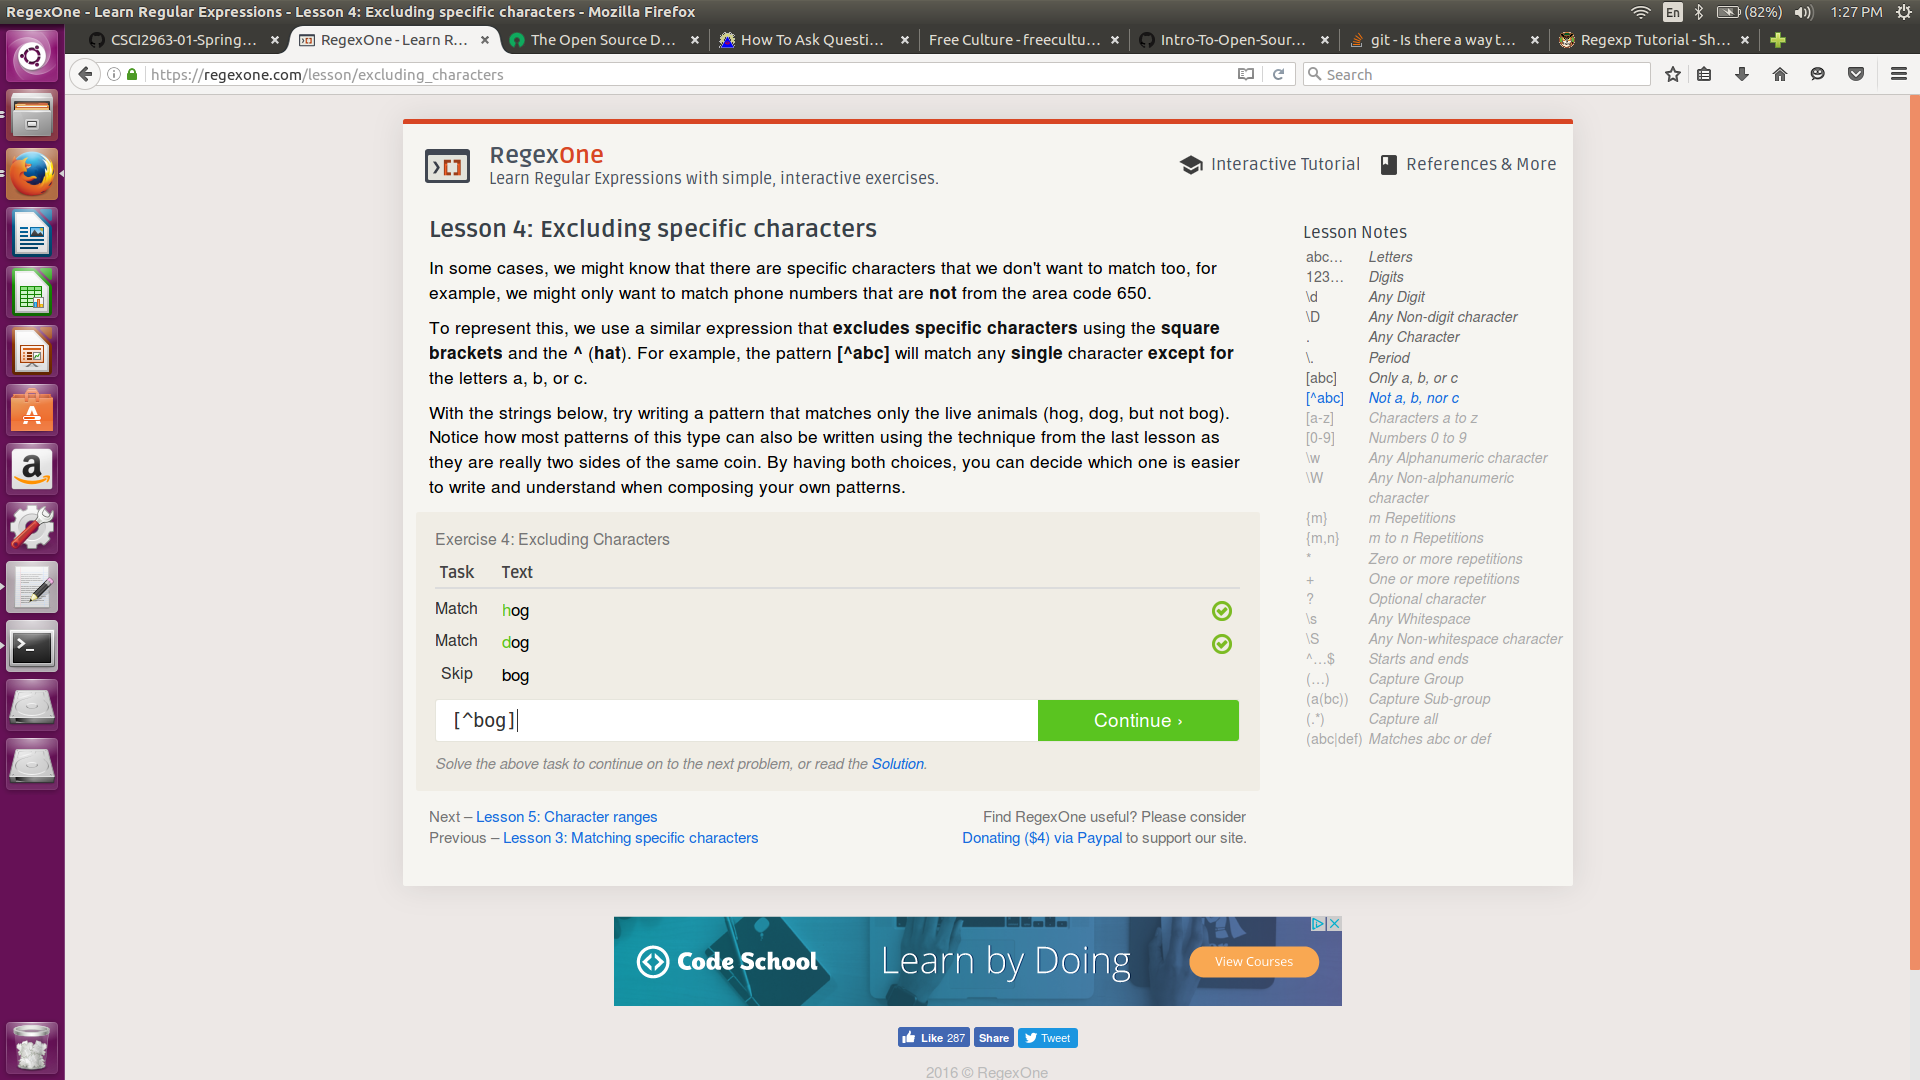 RegexOne - Learn Regular Expressions - Lesson 4: Excluding specific characters - Mozilla Firefox
En (82%) 1:27 PM
CSCI2963-01-Spring... RegexOne - Learn R... The Open Source D... How To Ask Questi... Free Culture - freecultu... Intro-To-Open-Sour... git - Is there a way t... Regexp Tutorial - Sh...
https://regexone.com/lesson/excluding_characters
Search
RegexOne
Learn Regular Expressions with simple, interactive exercises.
Interactive Tutorial
References & More
Lesson 4: Excluding specific characters
In some cases, we might know that there are specific characters that we don't want to match too, for
example, we might only want to match phone numbers that are not from the area code 650.
To represent this, we use a similar expression that excludes specific characters using the square
brackets and the ^ (hat). For example, the pattern [^abc] will match any single character except for
the letters a, b, or c.
With the strings below, try writing a pattern that matches only the live animals (hog, dog, but not bog).
Notice how most patterns of this type can also be written using the technique from the last lesson as
they are really two sides of the same coin. By having both choices, you can decide which one is easier
to write and understand when composing your own patterns.
Exercise 4: Excluding Characters
Task Text
Match hog
Match dog
Skip bog
[^bog]
Continue ›
Solve the above task to continue on to the next problem, or read the Solution.
Next – Lesson 5: Character ranges
Previous – Lesson 3: Matching specific characters
Find RegexOne useful? Please consider
Donating ($4) via Paypal to support our site.
Lesson Notes
abc… Letters
123… Digits
\d Any Digit
\D Any Non-digit character
. Any Character
\. Period
[abc] Only a, b, or c
[^abc] Not a, b, nor c
[a-z] Characters a to z
[0-9] Numbers 0 to 9
\w Any Alphanumeric character
\W Any Non-alphanumeric
character
{m} m Repetitions
{m,n} m to n Repetitions
* Zero or more repetitions
+ One or more repetitions
? Optional character
\s Any Whitespace
\S Any Non-whitespace character
^…$ Starts and ends
(…) Capture Group
(a(bc)) Capture Sub-group
(.*) Capture all
(abc|def) Matches abc or def
Code School
Learn by Doing
View Courses
Like 287
Share
Tweet
2016 © RegexOne